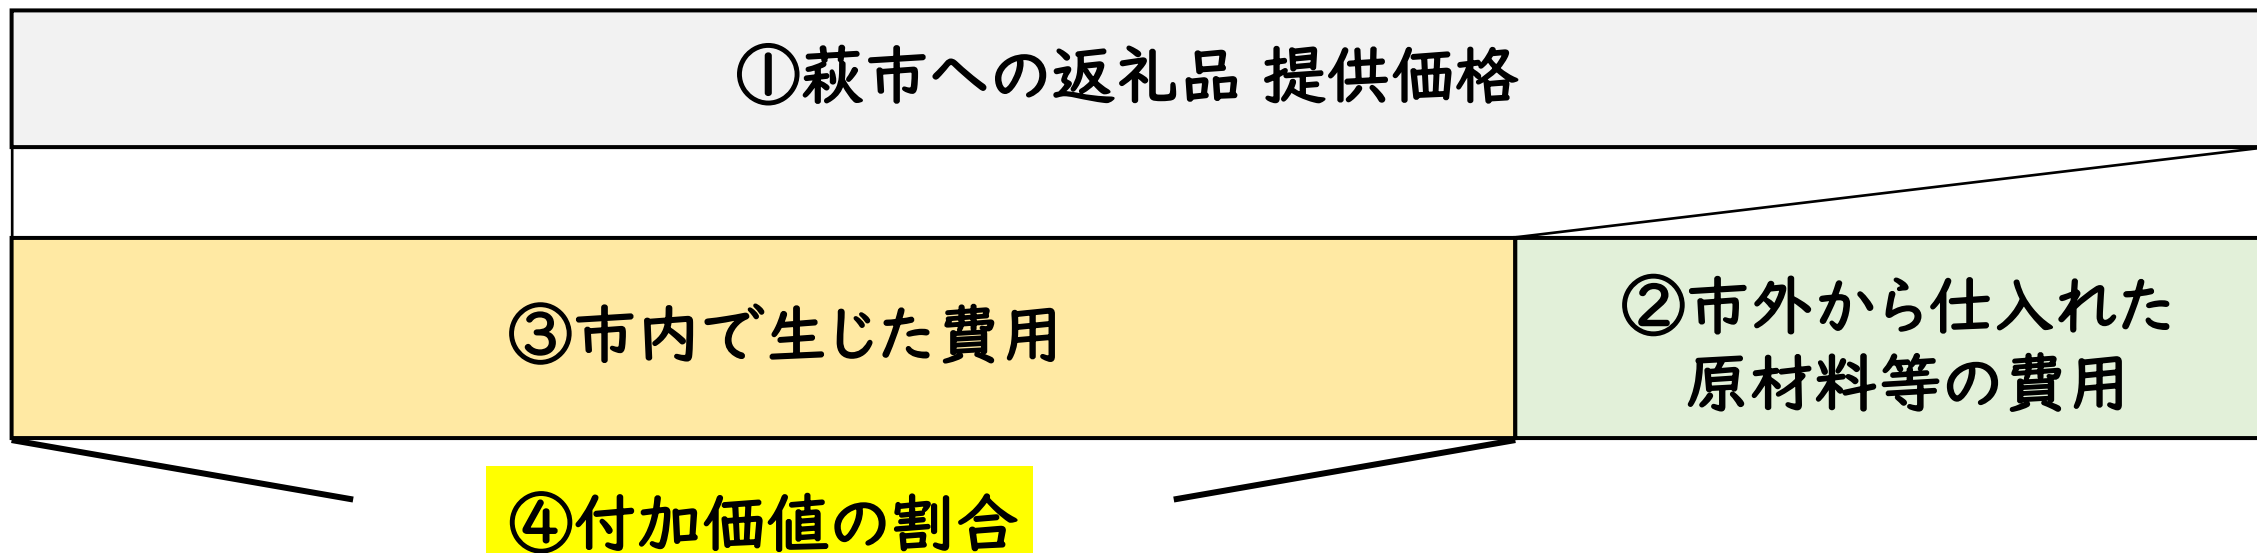 ①萩市への返礼品 提供価格
③市内で生じた費用
②市外から仕入れた
原材料等の費用
④付加価値の割合